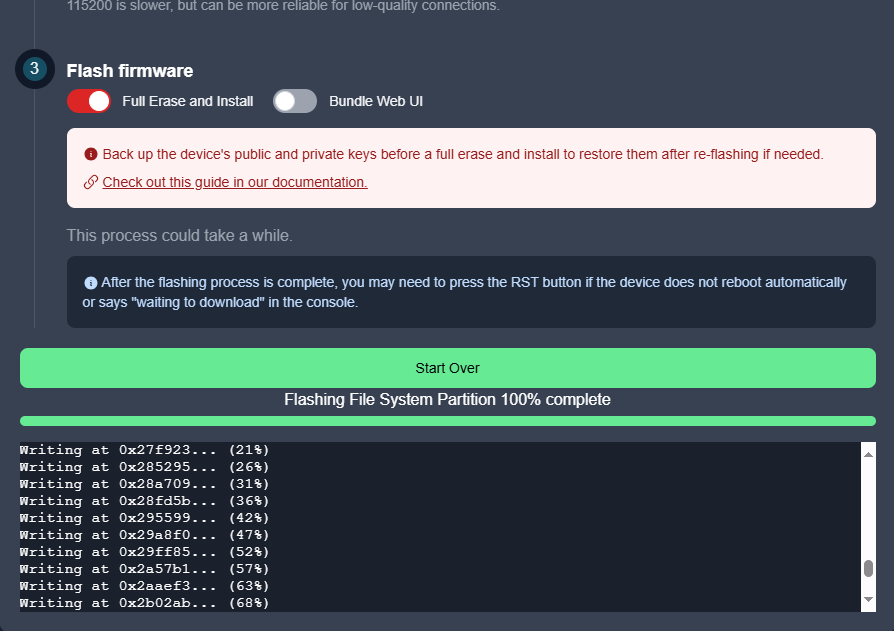 115200 is slower, but can be more reliable for low-quality connections.
3
Flash firmware
Full Erase and Install
Bundle Web UI
Back up the device's public and private keys before a full erase and install to restore them after re-flashing if needed.
Check out this guide in our documentation.
This process could take a while.
After the flashing process is complete, you may need to press the RST button if the device does not reboot automatically
or says "waiting to download" in the console.
Start Over
Flashing File System Partition 100% complete
Writing at 0x27f923... (21%)
Writing at 0x285295... (26%)
Writing at 0x28a709... (31%)
Writing at 0x28fd5b... (36%)
Writing at 0x295599... (42%)
Writing at 0x29a8f0... (47%)
Writing at 0x29ff85... (52%)
Writing at 0x2a57b1... (57%)
Writing at 0x2aaef3... (63%)
Writing at 0x2b02ab... (68%)